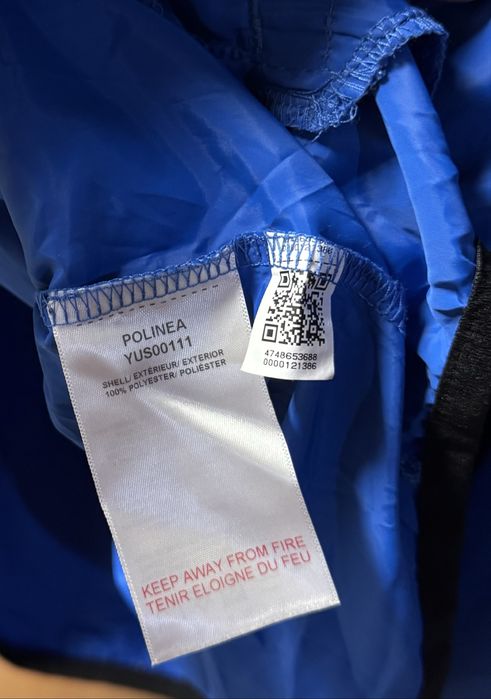 POLINEA
YUS00111
SHELL/ EXTÉRIEUR/ EXTERIOR
100% POLYESTER/ POLIÉSTER
KEEP AWAY FROM FIRE
TENIR ELOIGNE DU FEU
4748653688
0000121386